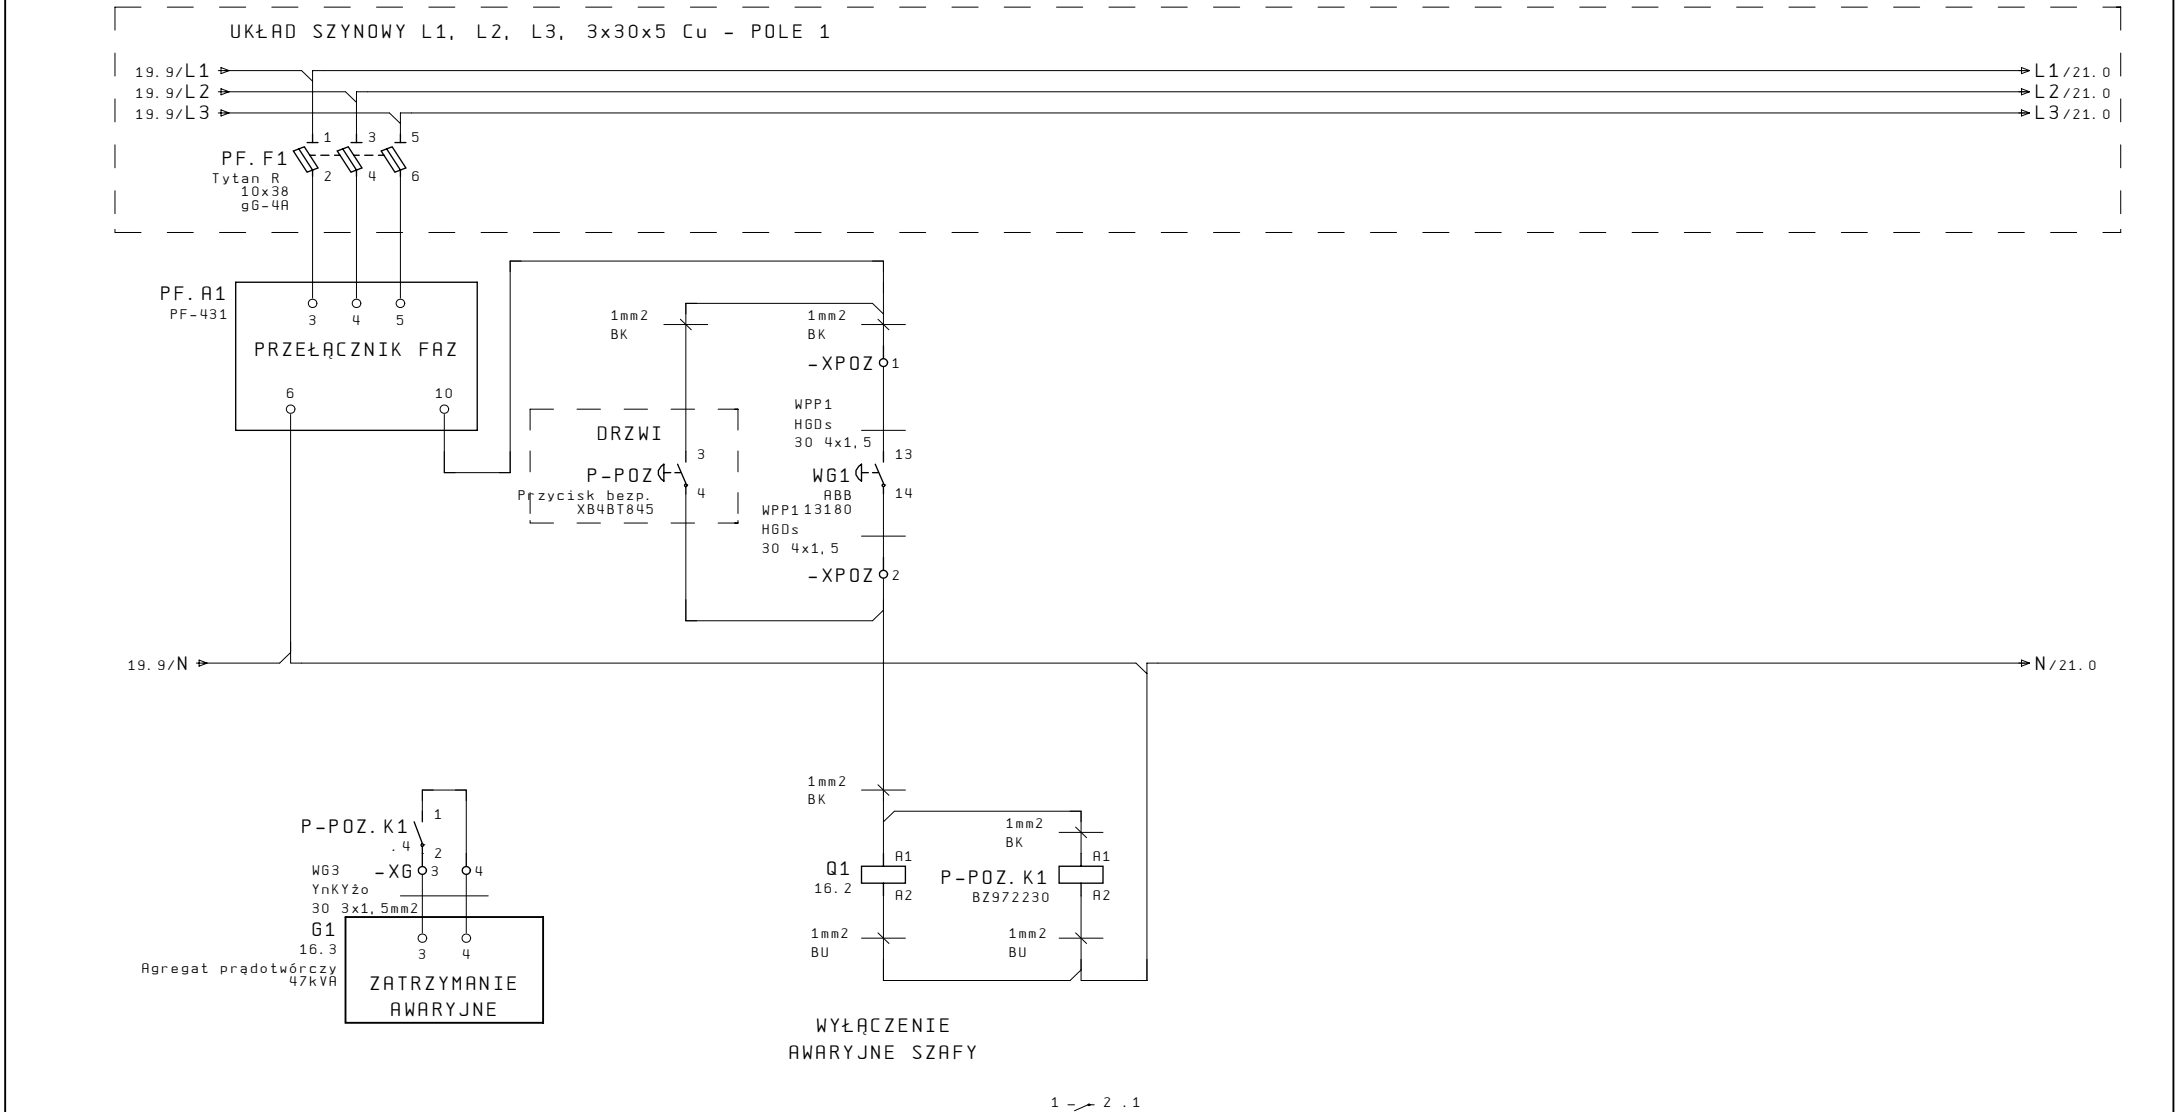 UKŁAD SZYNOWY L1, L2, L3, 3x30x5 Cu - POLE 1
19.9/L1
L1/21.0
19.9/L2
L2/21.0
19.9/L3
L3/21.0
1 3 5
PF.F1
2 4 6
Tytan R
10x38
gG-4A
PF.A1
PF-431
3 4 5
PRZEŁĄCZNIK FAZ
6 10
1mm2
BK
1mm2
BK
-XPOZ 1
WPP1
HGDs
30 4x1,5
DRZWI
3
P-POZ
4
Przycisk bezp.
XB4BT845
13
WG1
14
ABB
13180
WPP1
HGDs
30 4x1,5
-XPOZ 2
19.9/N
N/21.0
1mm2
BK
1mm2
BK
P-POZ.K1
.4
1
2
WG3
YnKYżo
30 3x1,5mm2
-XG 3 4
G1
16.3
Agregat prądotwórczy
47kVA
3 4
ZATRZYMANIE
AWARYJNE
Q1
16.2
A1
A2
P-POZ.K1
BZ972230
A1
A2
1mm2
BU
1mm2
BU
WYŁĄCZENIE
AWARYJNE SZAFY
1 2 .1